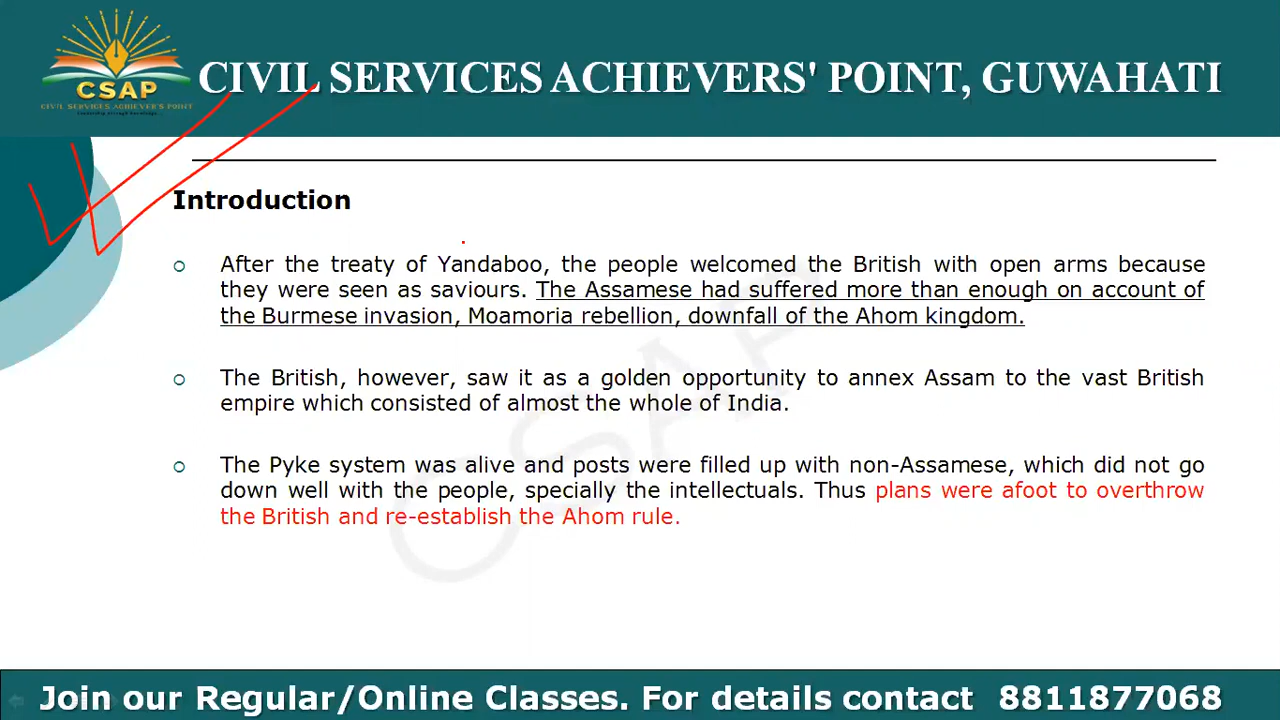 CSAP
CIVIL SERVICES ACHIEVER'S POINT
CIVIL SERVICES ACHIEVERS' POINT, GUWAHATI
Introduction
After the treaty of Yandaboo, the people welcomed the British with open arms because
they were seen as saviours. The Assamese had suffered more than enough on account of
the Burmese invasion, Moamoria rebellion, downfall of the Ahom kingdom.
The British, however, saw it as a golden opportunity to annex Assam to the vast British
empire which consisted of almost the whole of India.
The Pyke system was alive and posts were filled up with non-Assamese, which did not go
down well with the people, specially the intellectuals. Thus plans were afoot to overthrow
the British and re-establish the Ahom rule.
CSAP
Join our Regular/Online Classes. For details contact 8811877068